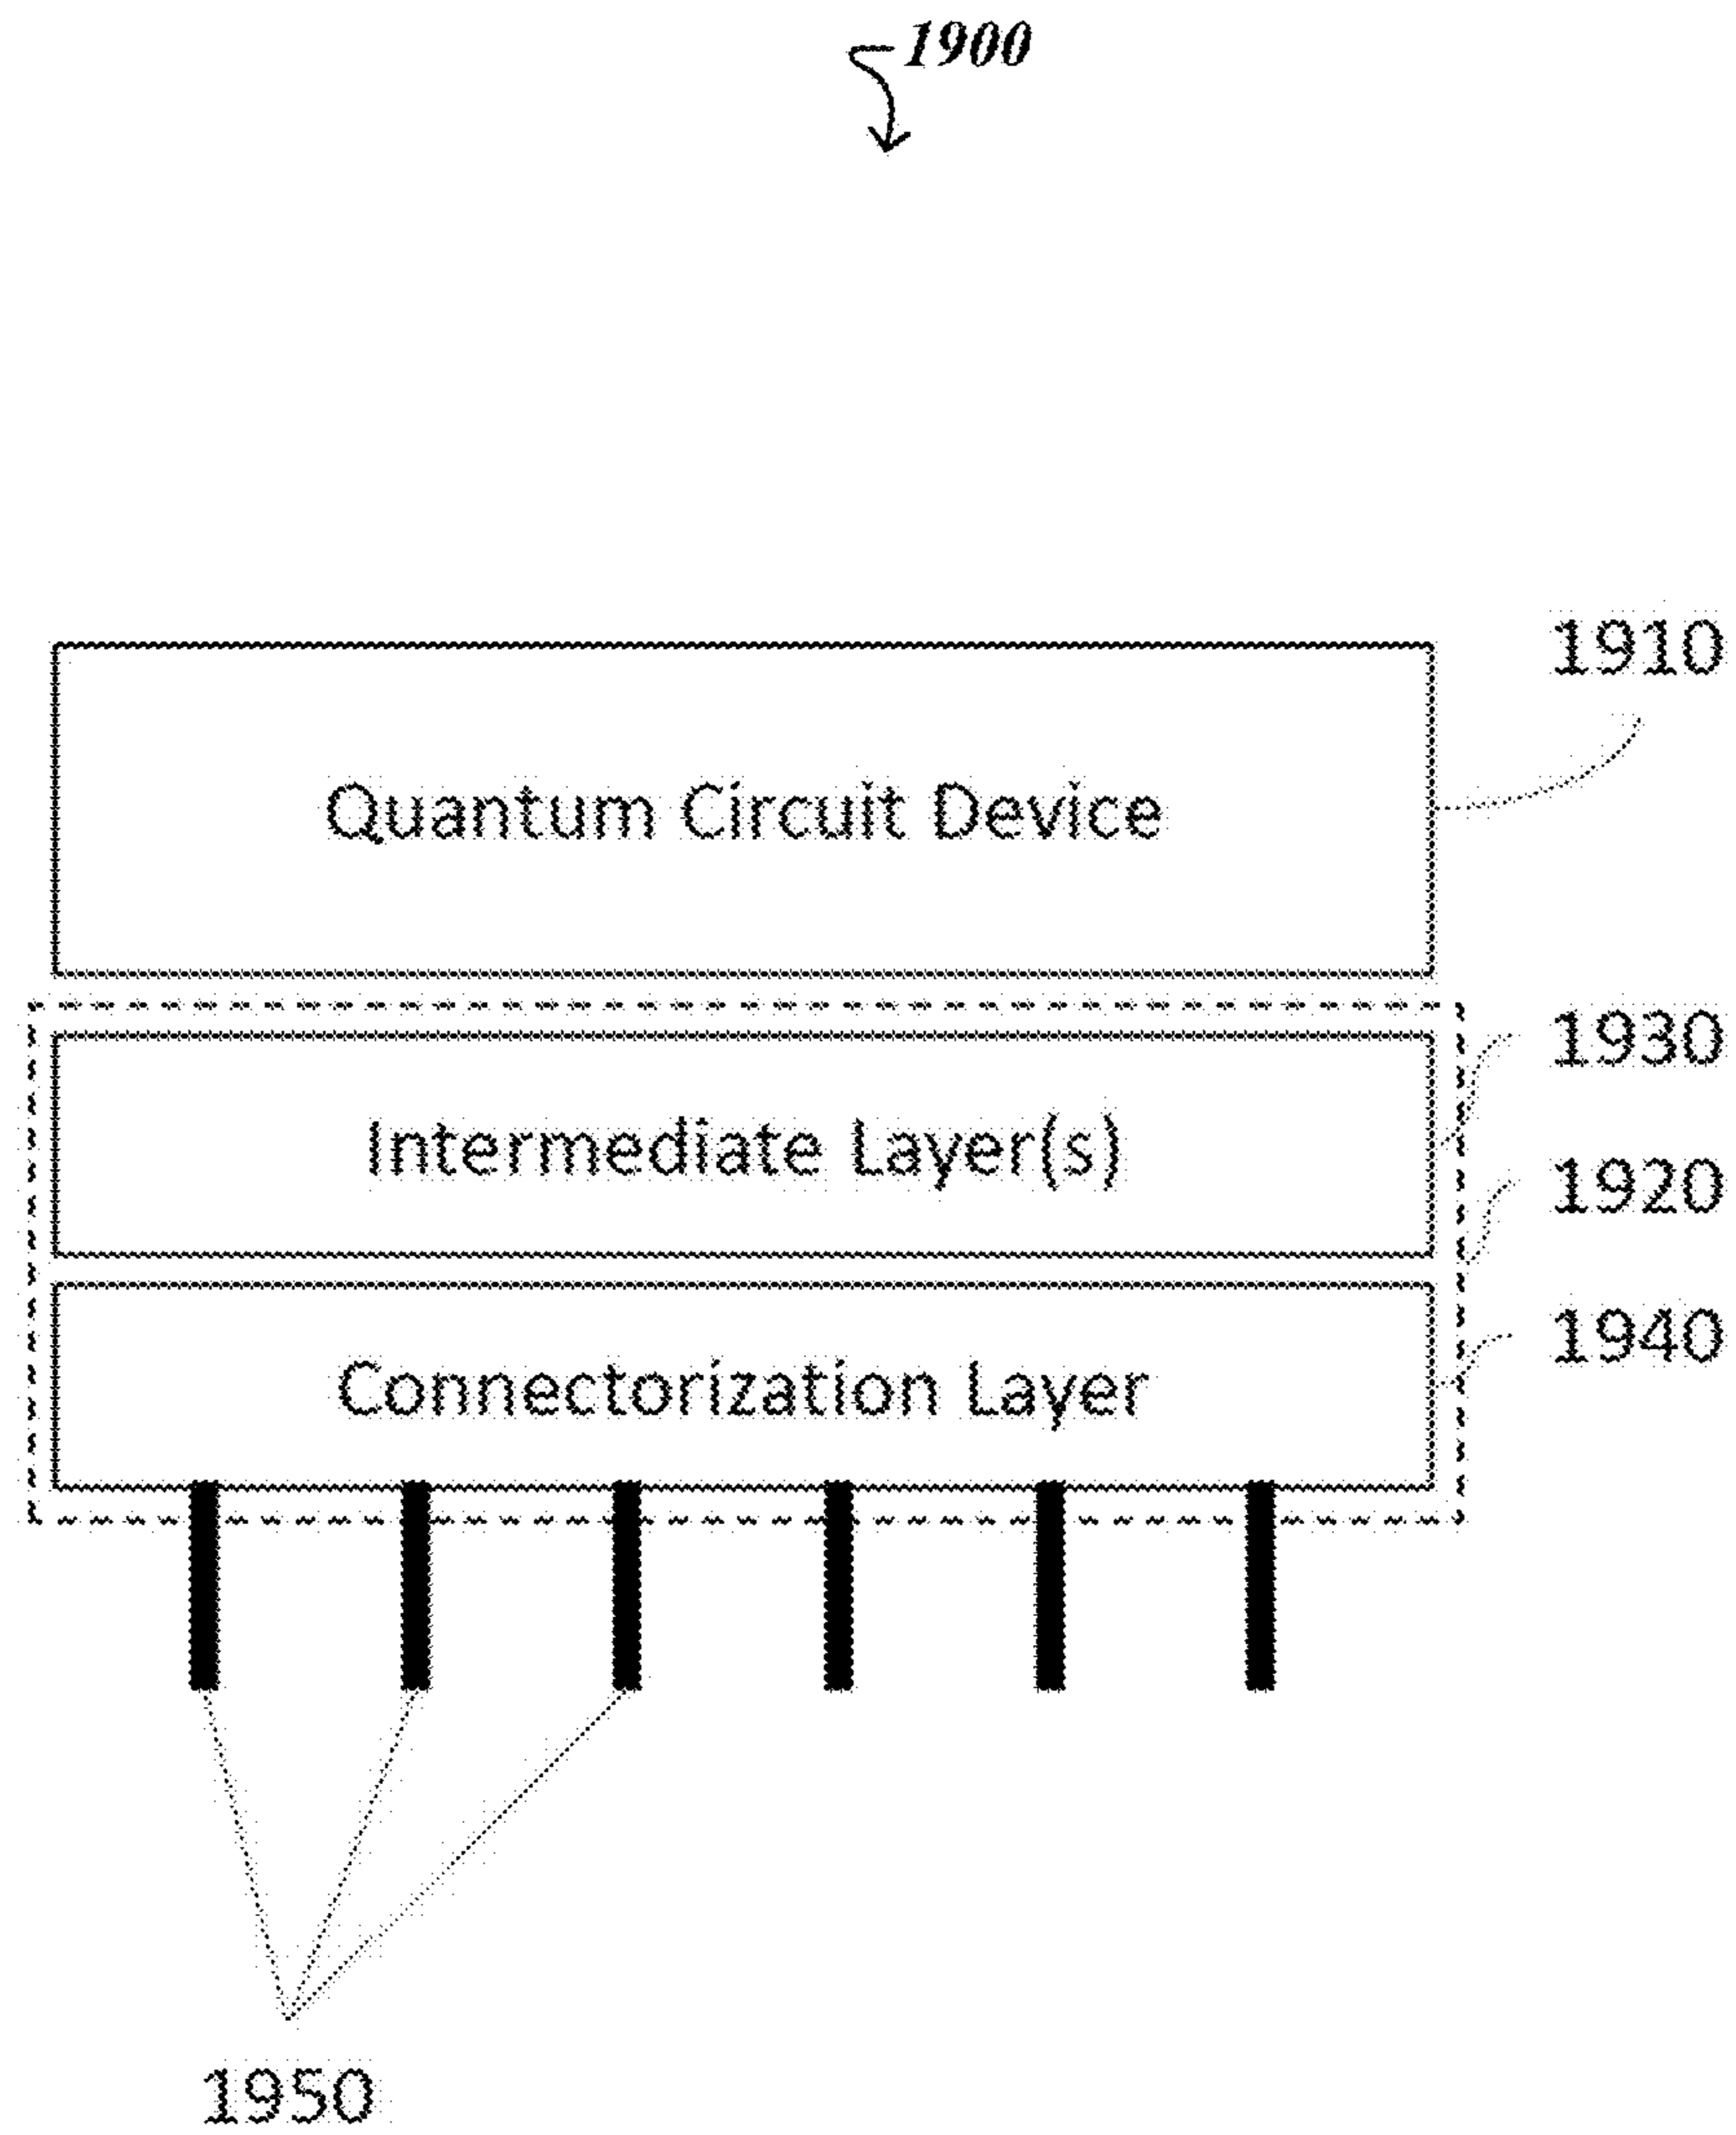 1900
1910
Quantum Circuit Device
1930
Intermediate Layer(s)
1920
1940
Connectorization Layer
1950